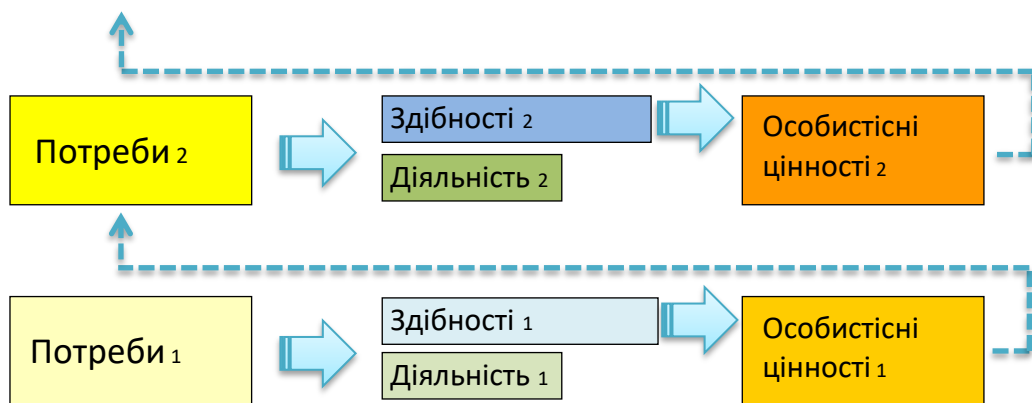 Потреби 2
Здібності 2
Діяльність 2
Особистісні
цінності 2
Потреби 1
Здібності 1
Діяльність 1
Особистісні
цінності 1